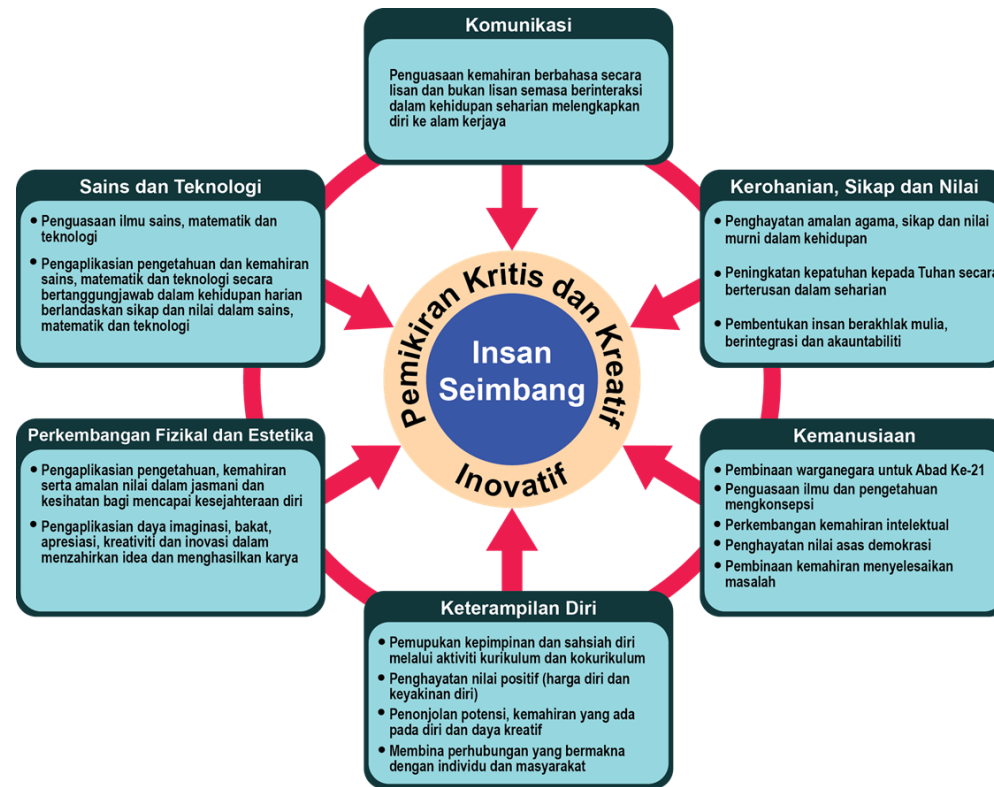 Komunikasi
Penguasaan kemahiran berbahasa secara
lisan dan bukan lisan semasa berinteraksi
dalam kehidupan seharian melengkapkan
diri ke alam kerjaya
Sains dan Teknologi
• Penguasaan ilmu sains, matematik dan
teknologi
• Pengaplikasian pengetahuan dan kemahiran
sains, matematik dan teknologi secara
bertanggungjawab dalam kehidupan harian
berlandaskan sikap dan nilai dalam sains,
matematik dan teknologi
Kerohanian, Sikap dan Nilai
• Penghayatan amalan agama, sikap dan nilai
murni dalam kehidupan
• Peningkatan kepatuhan kepada Tuhan secara
berterusan dalam seharian
• Pembentukan insan berakhlak mulia,
berintegrasi dan akauntabiliti
Pemikiran Kritis dan Kreatif
Insan
Seimbang
Inovatif
Perkembangan Fizikal dan Estetika
• Pengaplikasian pengetahuan, kemahiran
serta amalan nilai dalam jasmani dan
kesihatan bagi mencapai kesejahteraan diri
• Pengaplikasian daya imaginasi, bakat,
apresiasi, kreativiti dan inovasi dalam
menzahirkan idea dan menghasilkan karya
Kemanusiaan
• Pembinaan warganegara untuk Abad Ke-21
• Penguasaan ilmu dan pengetahuan
mengkonsepsi
• Perkembangan kemahiran intelektual
• Penghayatan nilai asas demokrasi
• Pembinaan kemahiran menyelesaikan
masalah
Keterampilan Diri
• Pemupukan kepimpinan dan sahsiah diri
melalui aktiviti kurikulum dan kokurikulum
• Penghayatan nilai positif (harga diri dan
keyakinan diri)
• Penonjolan potensi, kemahiran yang ada
pada diri dan daya kreatif
• Membina perhubungan yang bermakna
dengan individu dan masyarakat